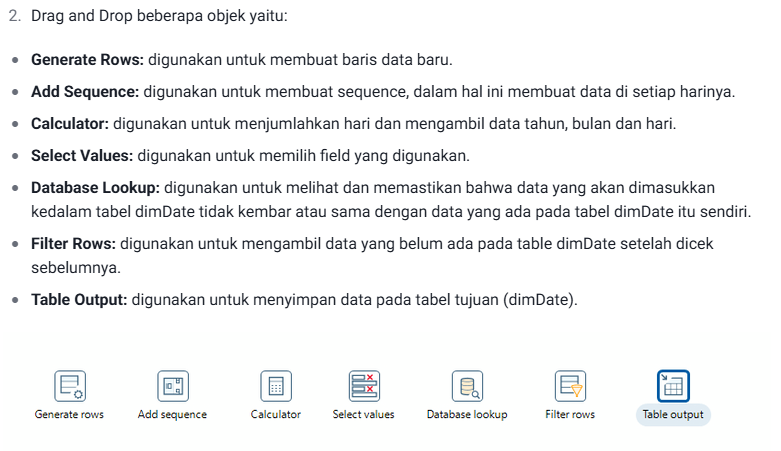 2. Drag and Drop beberapa objek yaitu:
• Generate Rows: digunakan untuk membuat baris data baru.
• Add Sequence: digunakan untuk membuat sequence, dalam hal ini membuat data di setiap harinya.
• Calculator: digunakan untuk menjumlahkan hari dan mengambil data tahun, bulan dan hari.
• Select Values: digunakan untuk memilih field yang digunakan.
• Database Lookup: digunakan untuk melihat dan memastikan bahwa data yang akan dimasukkan
kedalam tabel dimDate tidak kembar atau sama dengan data yang ada pada tabel dimDate itu sendiri.
• Filter Rows: digunakan untuk mengambil data yang belum ada pada table dimDate setelah dicek
sebelumnya.
• Table Output: digunakan untuk menyimpan data pada tabel tujuan (dimDate).
Generate rows Add sequence Calculator Select values Database lookup Filter rows Table output